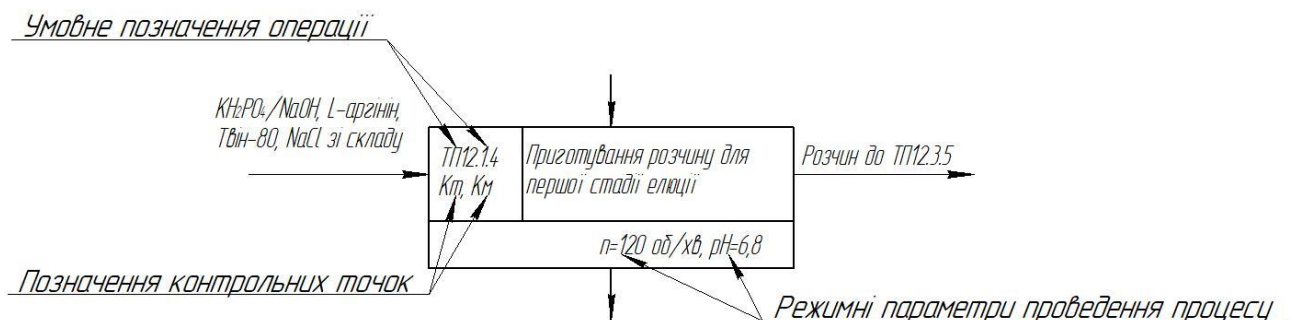 Умовне позначення операції
KH₂PO₄/NaOH, L-аргінін,
Твін-80, NaCl зі складу
ТП12.1.4
Кт, Км
Приготування розчину для
першої стадії елюції
Розчин до ТП12.3.5
n=120 об/хв, pH=6,8
Позначення контрольних точок
Режимні параметри проведення процесу